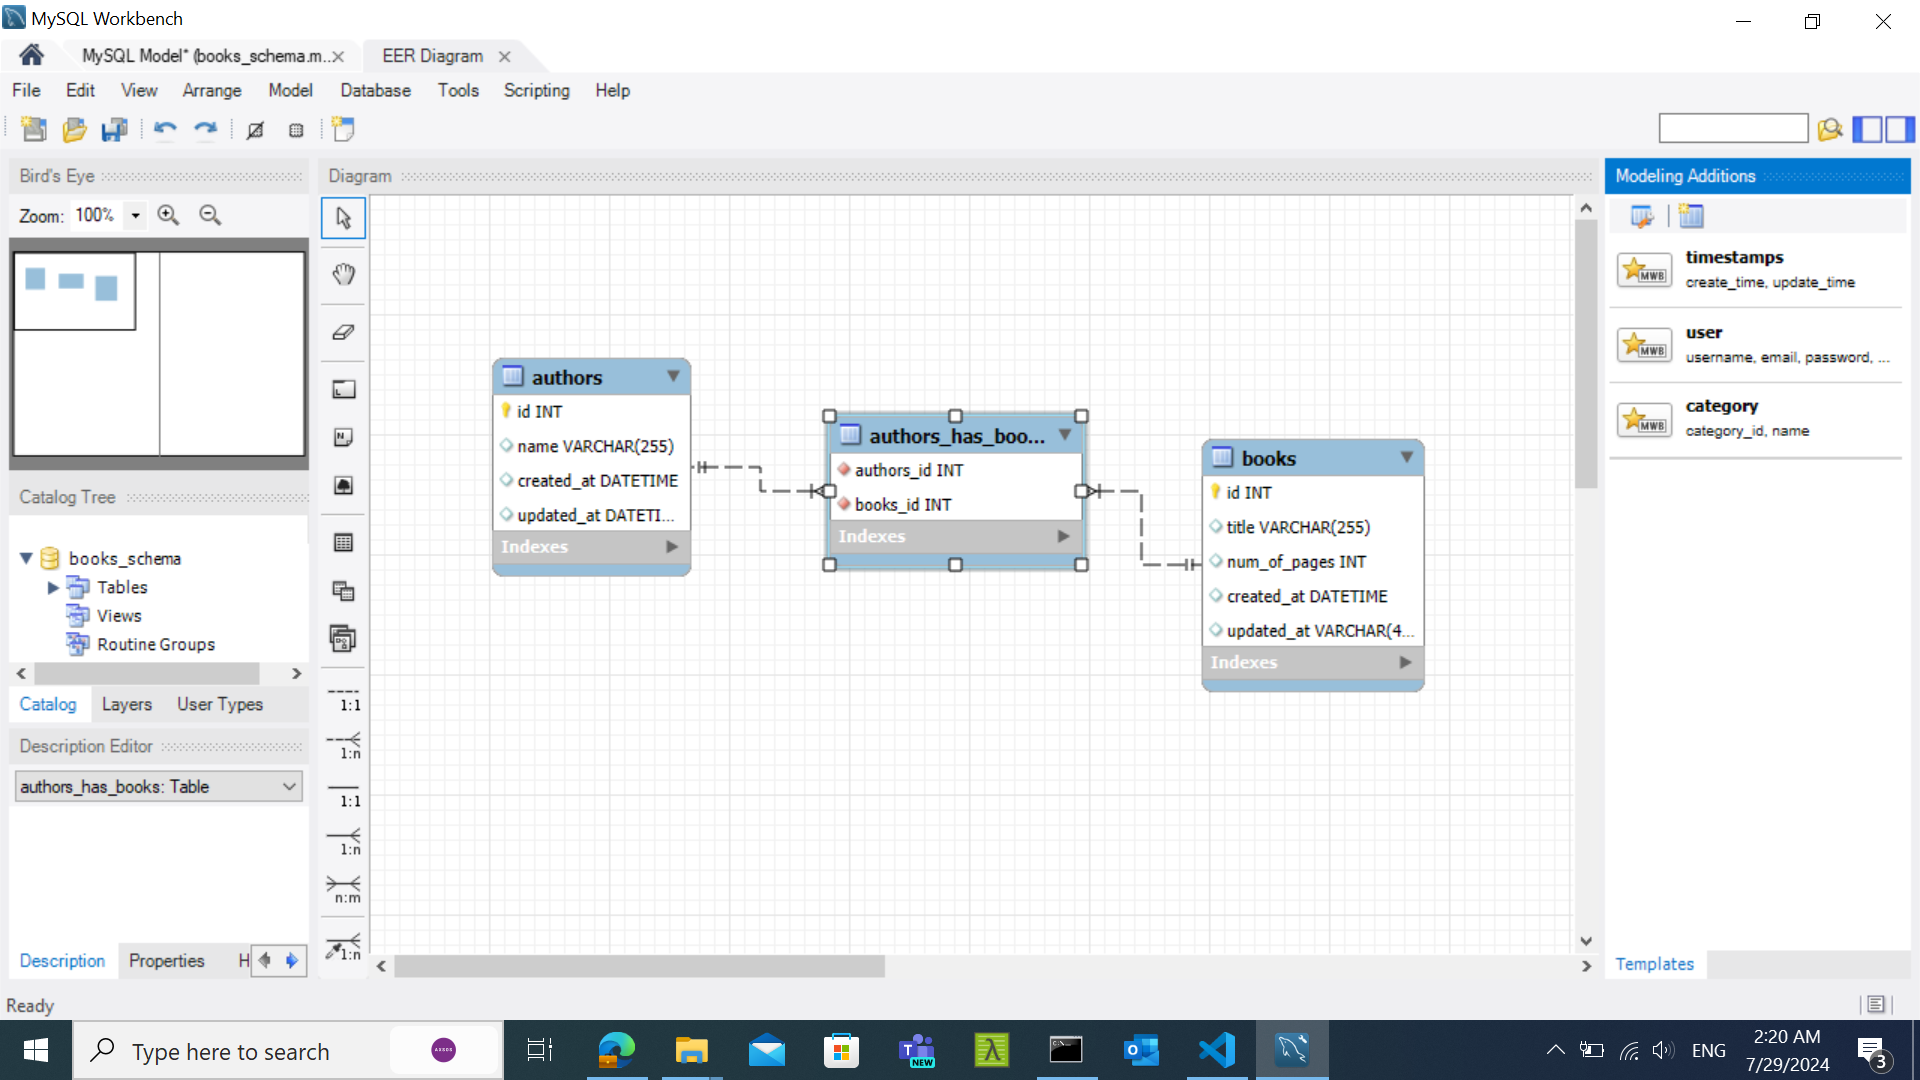 MySQL Workbench
MySQL Model* (books_schema.m...
EER Diagram
File Edit View Arrange Model Database Tools Scripting Help
Bird's Eye
Zoom: 100%
Catalog Tree
books_schema
Tables
Views
Routine Groups
Catalog Layers User Types
Description Editor
authors_has_books: Table
Description Properties H
Ready
Diagram
1:1
1:n
1:1
1:n
n:m
1:n
authors
id INT
name VARCHAR(255)
created_at DATETIME
updated_at DATETI...
Indexes
authors_has_boo...
authors_id INT
books_id INT
Indexes
books
id INT
title VARCHAR(255)
num_of_pages INT
created_at DATETIME
updated_at VARCHAR(4...
Indexes
Modeling Additions
MWB
timestamps
create_time, update_time
MWB
user
username, email, password, ...
MWB
category
category_id, name
Templates
Type here to search
AXSOS
NEW
ENG
2:20 AM
7/29/2024
3